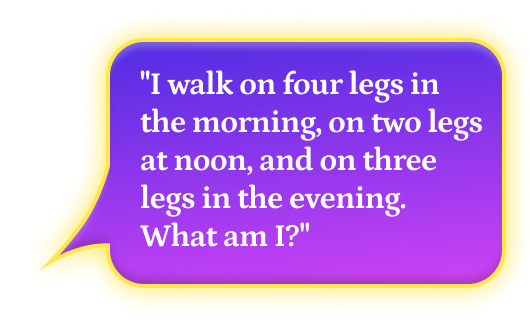 "I walk on four legs in
the morning, on two legs
at noon, and on three
legs in the evening.
What am I?"